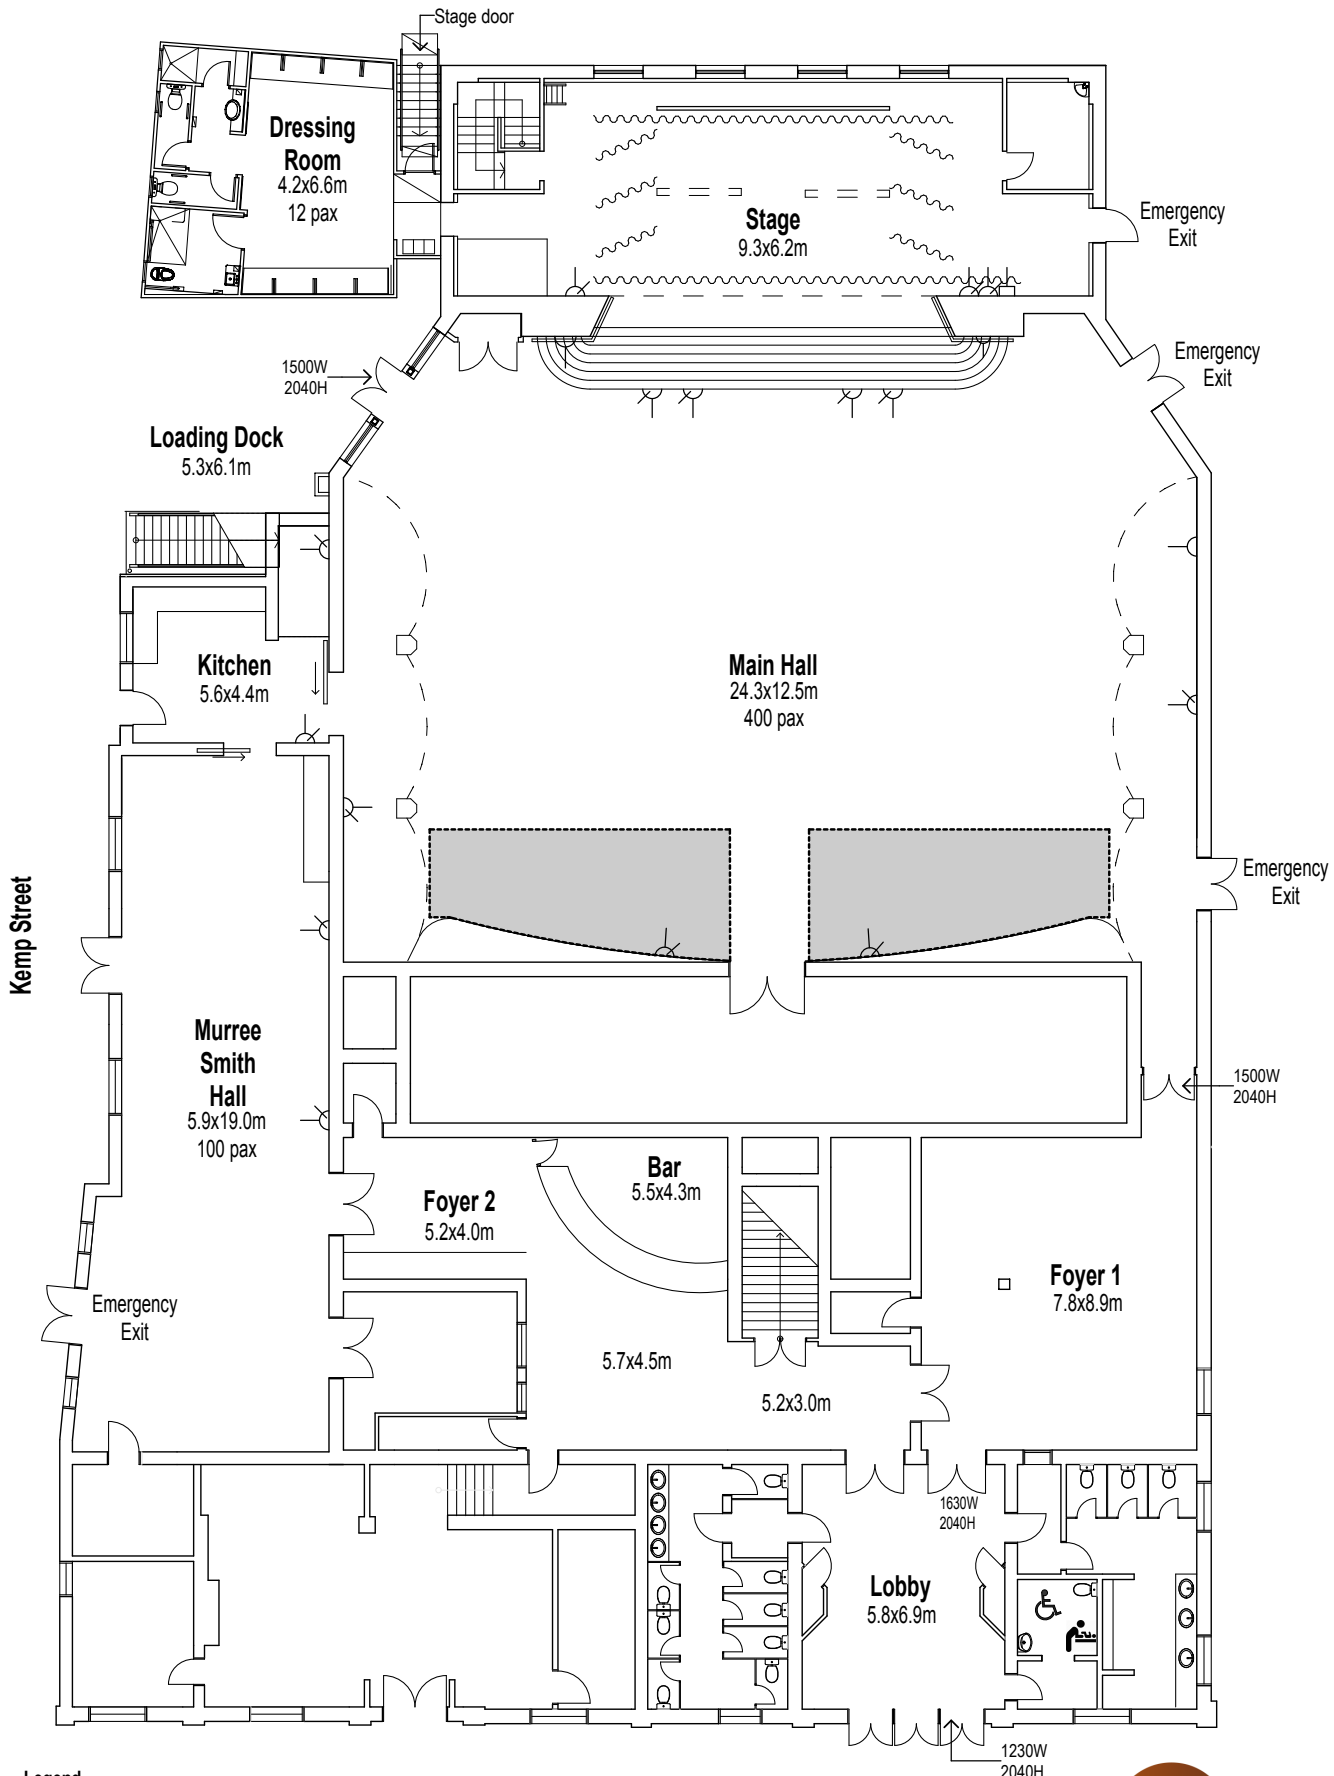 Stage door
Dressing
Room
4.2x6.6m
12 pax
Stage
9.3x6.2m
Emergency
Exit
1500W
2040H
Emergency
Exit
Loading Dock
5.3x6.1m
Kitchen
5.6x4.4m
Main Hall
24.3x12.5m
400 pax
Kemp Street
Emergency
Exit
Murree
Smith
Hall
5.9x19.0m
100 pax
1500W
2040H
Bar
5.5x4.3m
Foyer 2
5.2x4.0m
Foyer 1
7.8x8.9m
Emergency
Exit
5.7x4.5m
5.2x3.0m
1630W
2040H
Lobby
5.8x6.9m
1230W
2040H
Legend